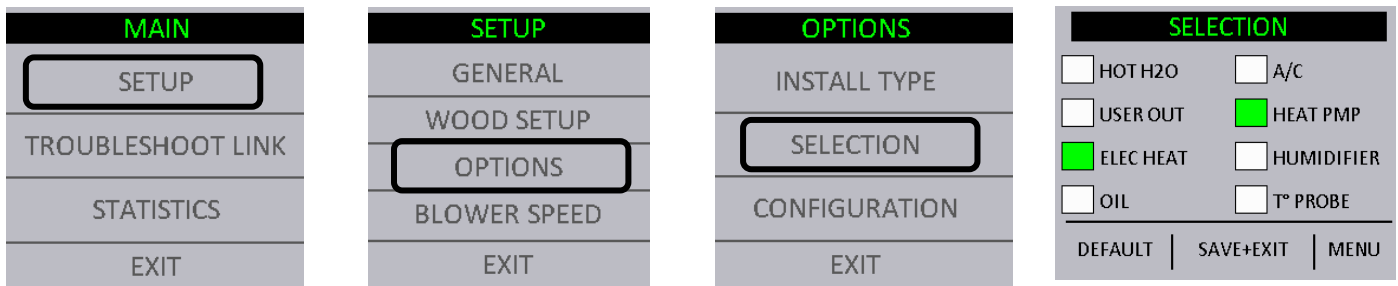 MAIN
SETUP
TROUBLESHOOT LINK
STATISTICS
EXIT
SETUP
GENERAL
WOOD SETUP
OPTIONS
BLOWER SPEED
EXIT
OPTIONS
INSTALL TYPE
SELECTION
CONFIGURATION
EXIT
SELECTION
HOT H2O A/C
USER OUT HEAT PMP
ELEC HEAT HUMIDIFIER
OIL T° PROBE
DEFAULT SAVE+EXIT MENU